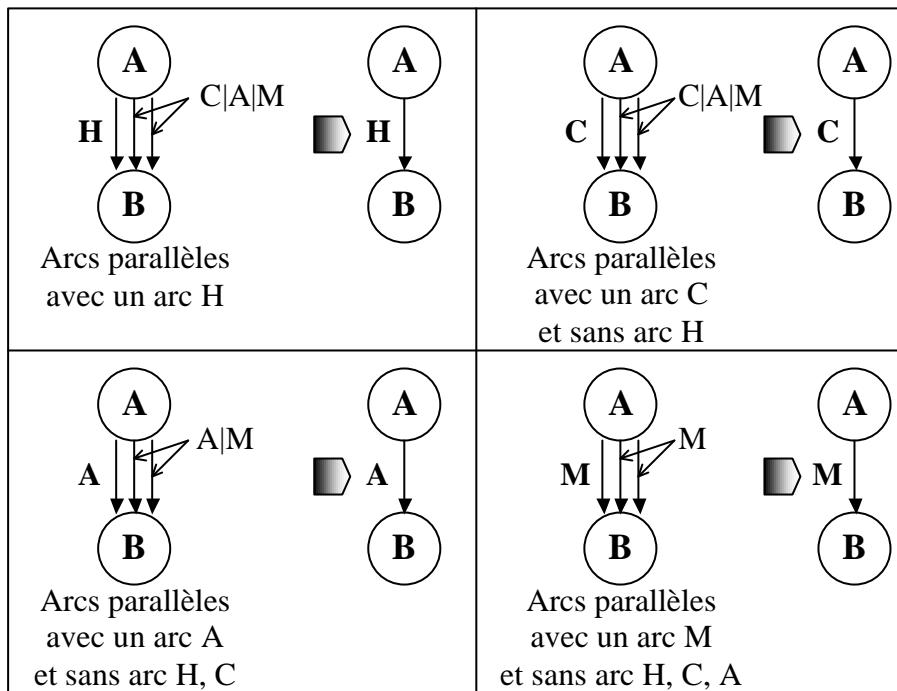 A
A
C|A|M
H
H
B
B
Arcs parallèles
avec un arc H
A
A
C|A|M
C
C
B
B
Arcs parallèles
avec un arc C
et sans arc H
A
A
A|M
A
A
B
B
Arcs parallèles
avec un arc A
et sans arc H, C
A
A
M
M
M
B
B
Arcs parallèles
avec un arc M
et sans arc H, C, A